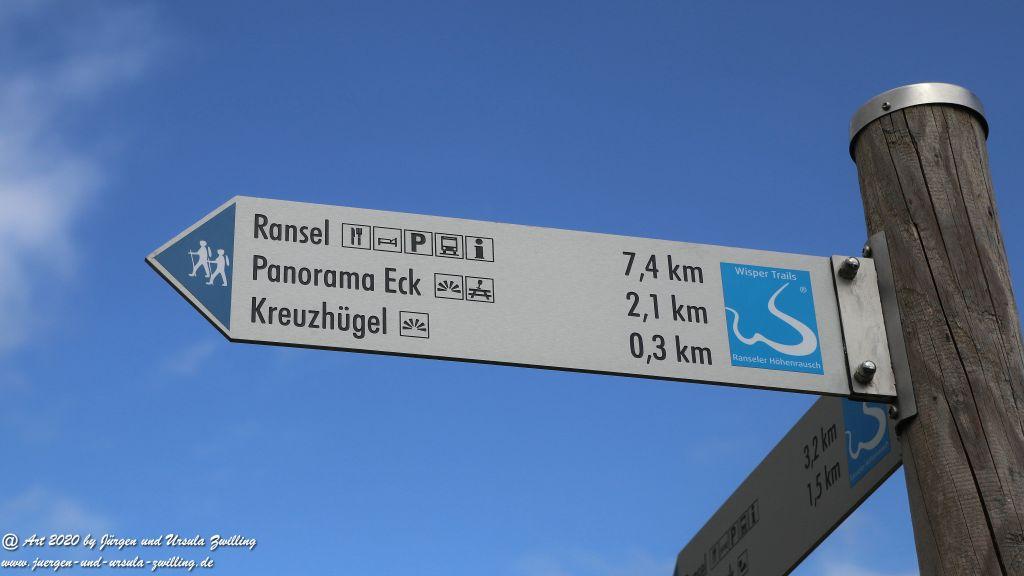 Ransel P i 7,4 km
Panorama Eck 2,1 km
Kreuzhügel 0,3 km
Wisper Trails
®
Ranseler Höhenrausch
3,2 km
1,5 km
Ransel P i
@ Art 2020 by Jürgen und Ursula Zwilling
www.juergen-und-ursula-zwilling.de